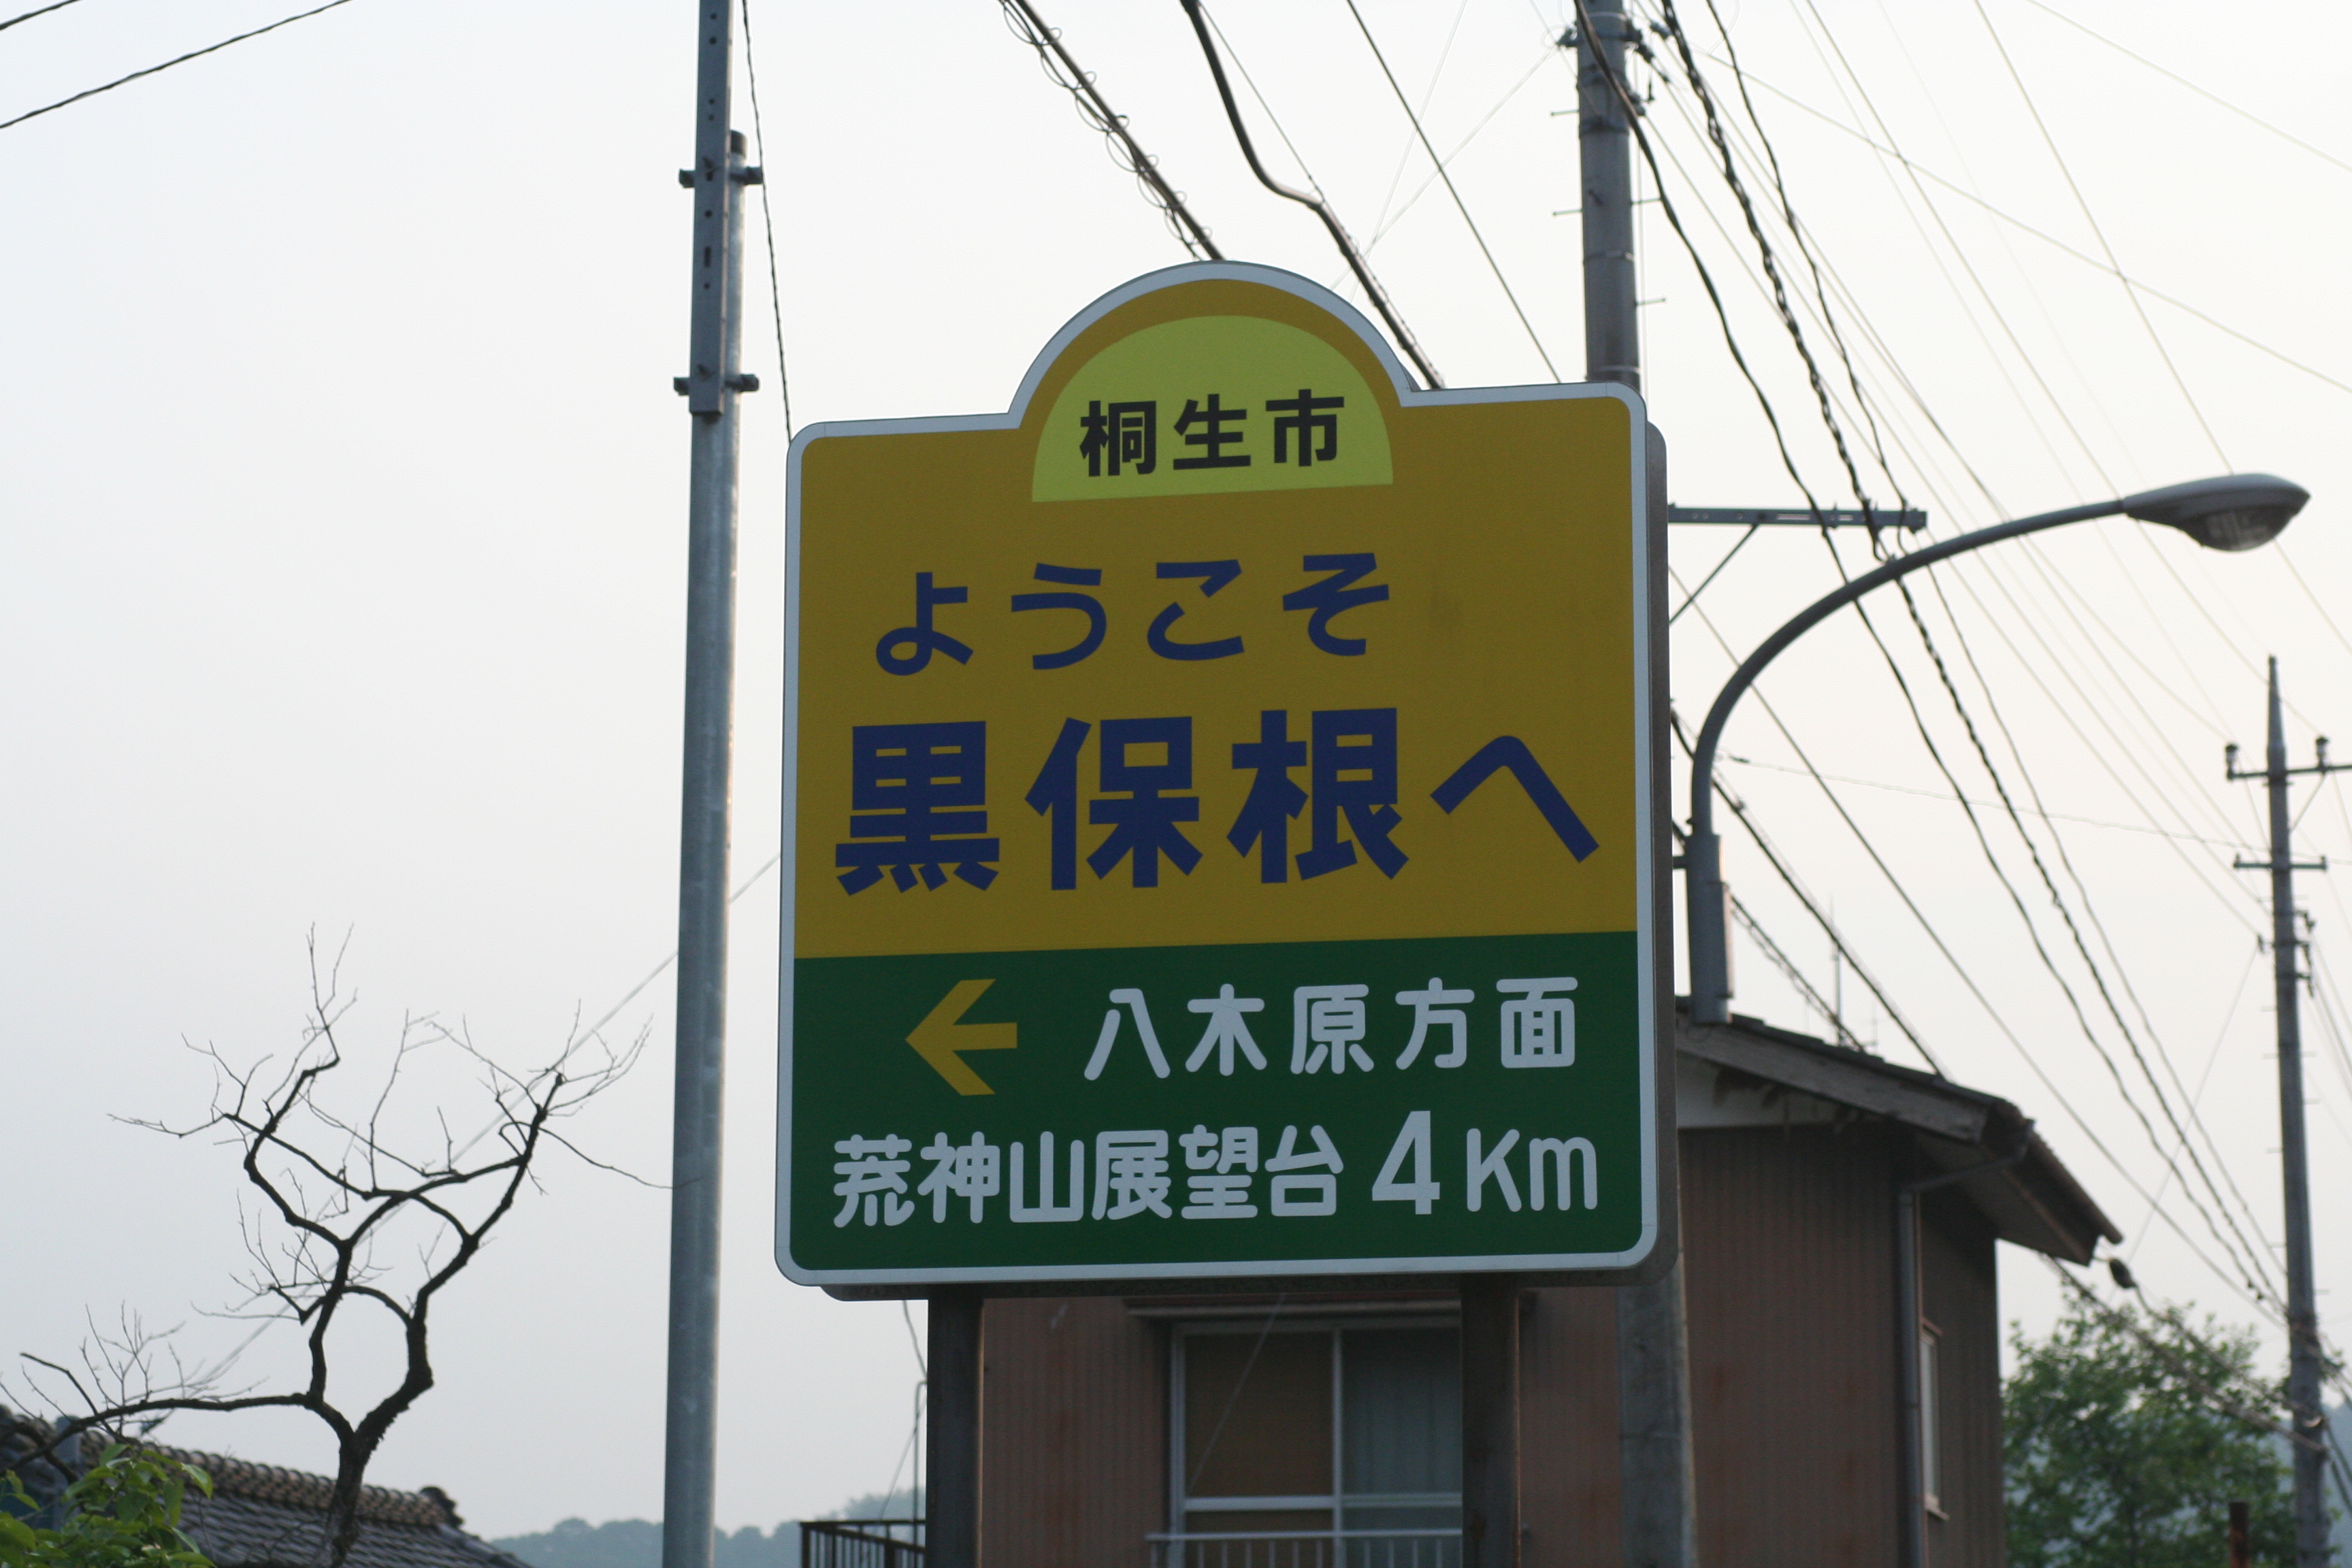 桐生市
ようこそ
黒保根へ
← 八木原方面
荒神山展望台 4Km